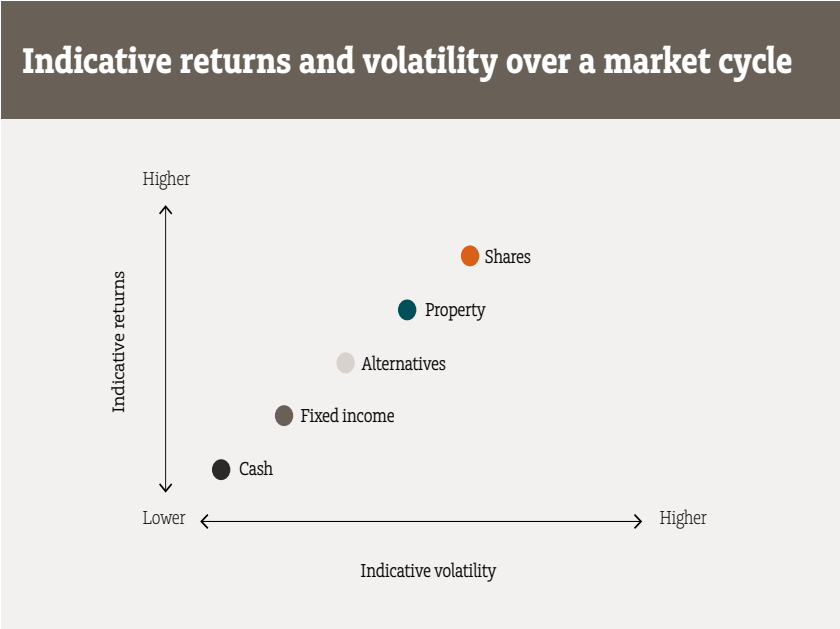 Indicative returns and volatility over a market cycle
Higher
Indicative returns
Shares
Property
Alternatives
Fixed income
Cash
Lower
Higher
Indicative volatility